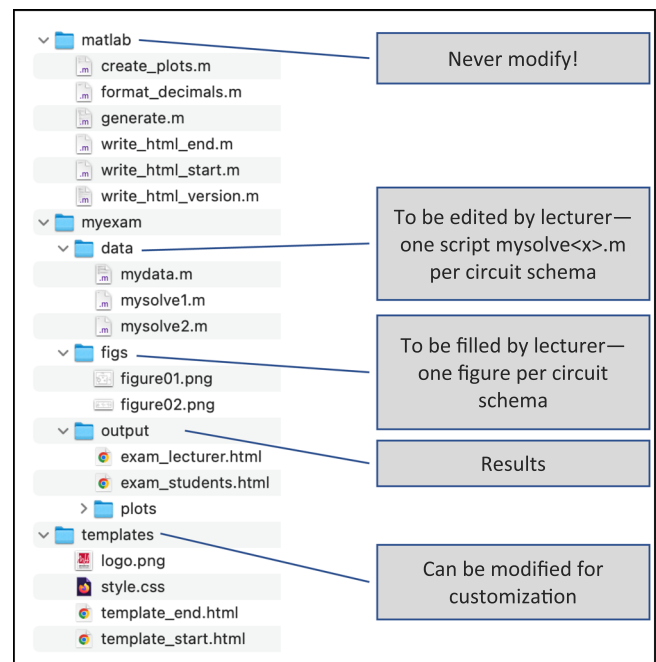 matlab
create_plots.m
format_decimals.m
generate.m
write_html_end.m
write_html_start.m
write_html_version.m
myexam
data
mydata.m
mysolve1.m
mysolve2.m
figs
figure01.png
figure02.png
output
exam_lecturer.html
exam_students.html
plots
templates
logo.png
style.css
template_end.html
template_start.html
Never modify!
To be edited by lecturer—
one script mysolve<x>.m
per circuit schema
To be filled by lecturer—
one figure per circuit
schema
Results
Can be modified for
customization